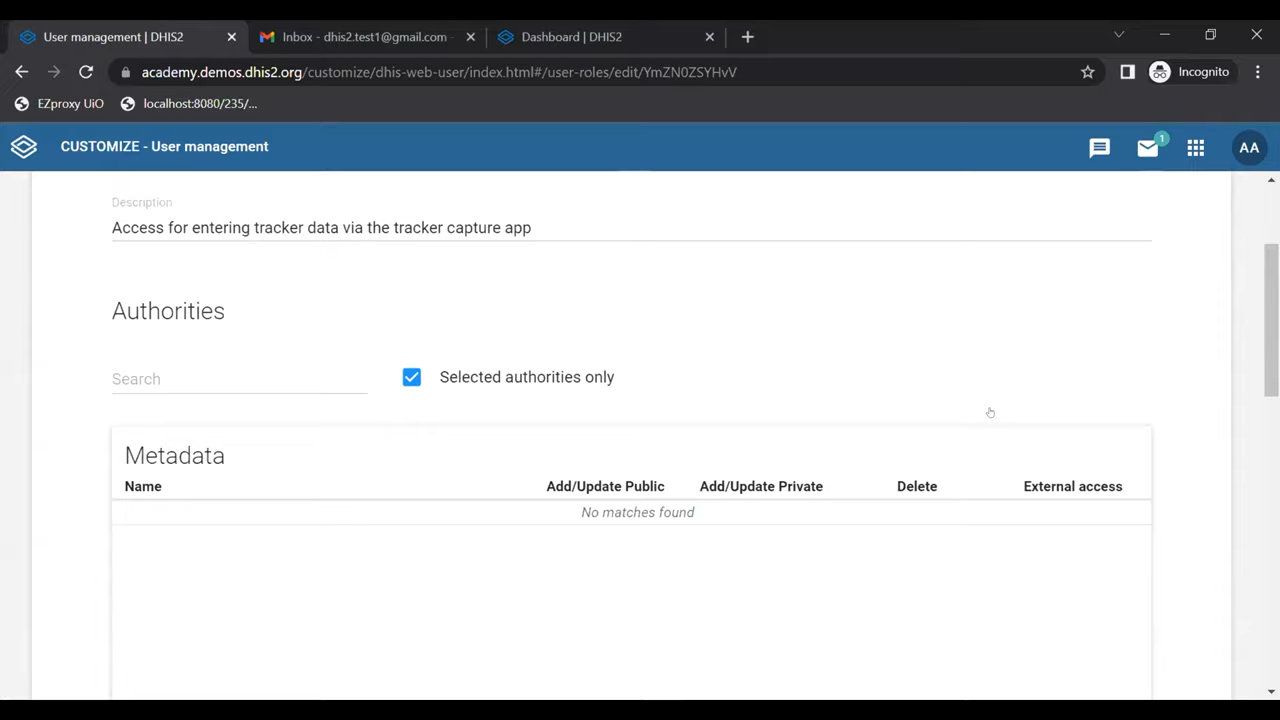 User management | DHIS2
Inbox - dhis2.test1@gmail.com -
Dashboard | DHIS2
academy.demos.dhis2.org/customize/dhis-web-user/index.html#/user-roles/edit/YmZN0ZSYHvV
Incognito
EZproxy UiO
localhost:8080/235/...
CUSTOMIZE - User management
1
AA
Description
Access for entering tracker data via the tracker capture app
Authorities
Search
Selected authorities only
Metadata
Name Add/Update Public Add/Update Private Delete External access
No matches found